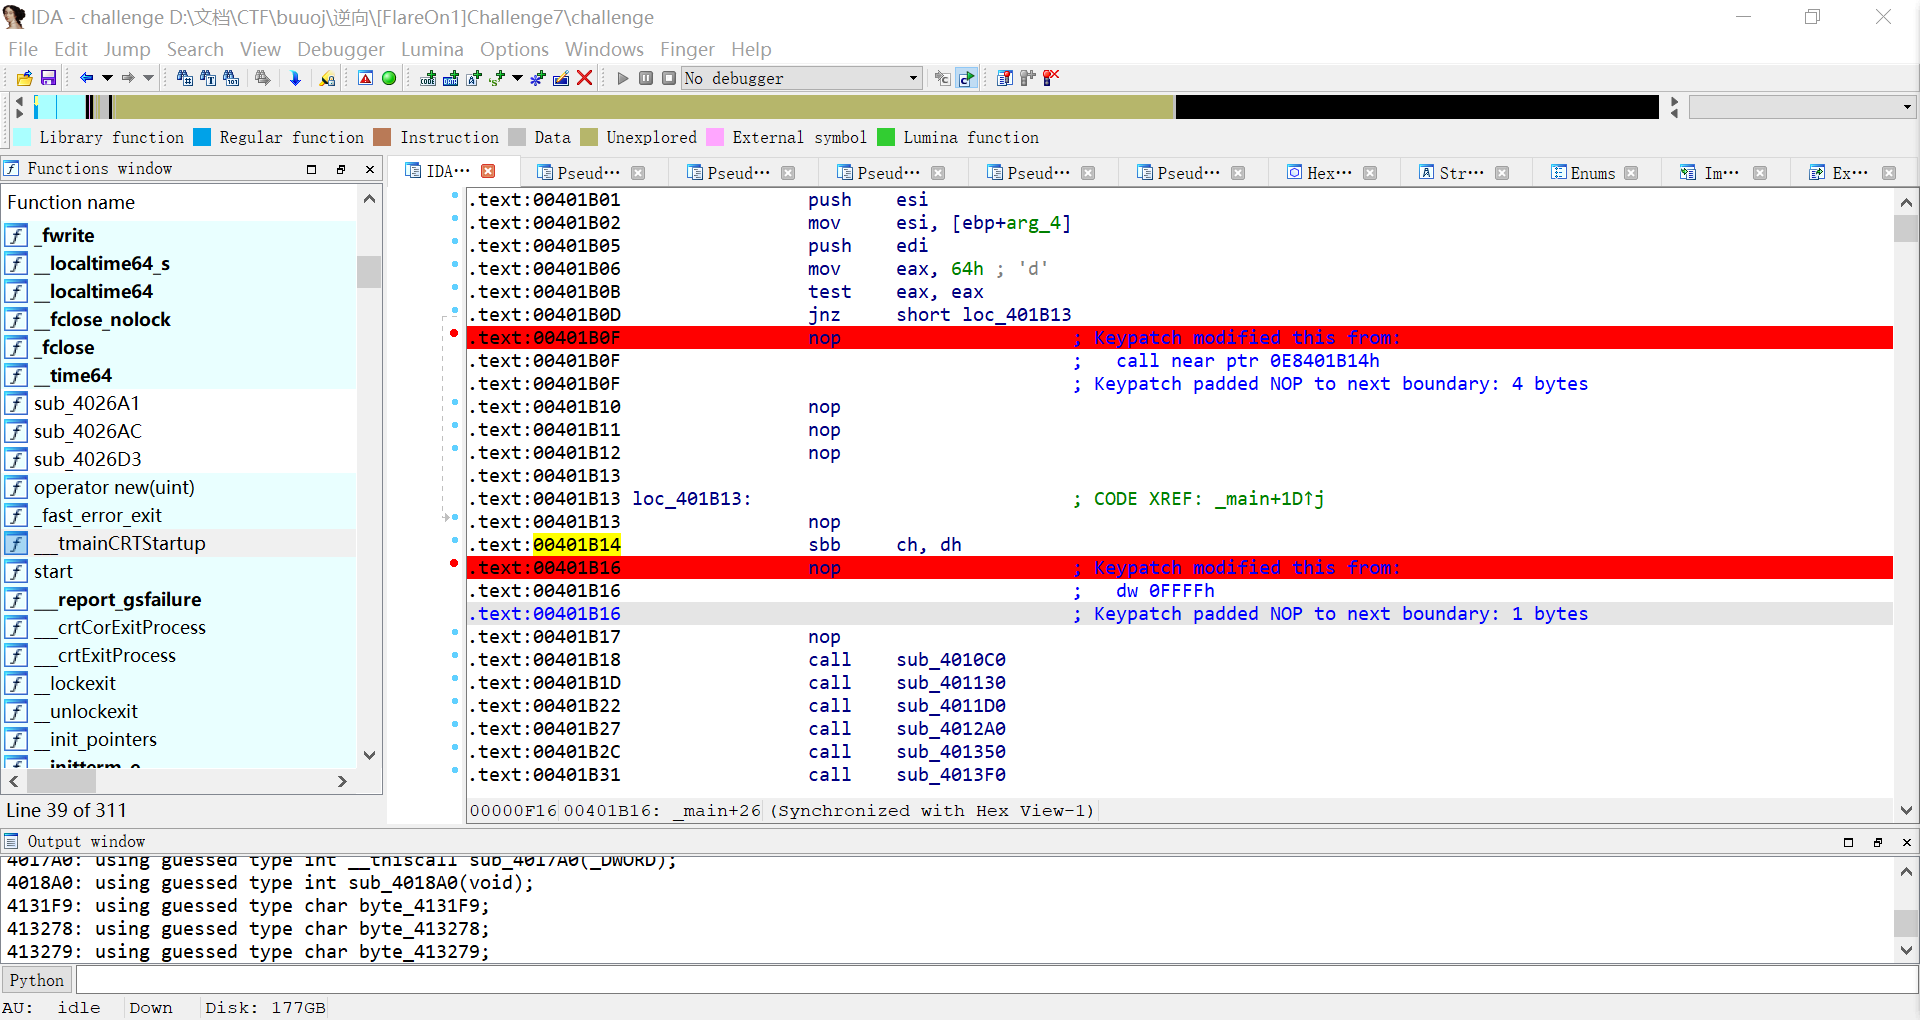 IDA - challenge D:\文档\CTF\buuoj\逆向\[FlareOn1]Challenge7\challenge
File Edit Jump Search View Debugger Lumina Options Windows Finger Help
No debugger
Library function Regular function Instruction Data Unexplored External symbol Lumina function
Functions window
IDA··· Pseud··· Pseud··· Pseud··· Pseud··· Pseud··· Hex··· Str··· Enums Im··· Ex···
Function name
_fwrite
__localtime64_s
__localtime64
__fclose_nolock
_fclose
__time64
sub_4026A1
sub_4026AC
sub_4026D3
operator new(uint)
_fast_error_exit
___tmainCRTStartup
start
___report_gsfailure
___crtCorExitProcess
___crtExitProcess
__lockexit
__unlockexit
__init_pointers
__initterm_e
Line 39 of 311
.text:00401B01 push esi
.text:00401B02 mov esi, [ebp+arg_4]
.text:00401B05 push edi
.text:00401B06 mov eax, 64h ; 'd'
.text:00401B0B test eax, eax
.text:00401B0D jnz short loc_401B13
.text:00401B0F nop ; Keypatch modified this from:
.text:00401B0F ; call near ptr 0E8401B14h
.text:00401B0F ; Keypatch padded NOP to next boundary: 4 bytes
.text:00401B10 nop
.text:00401B11 nop
.text:00401B12 nop
.text:00401B13
.text:00401B13 loc_401B13: ; CODE XREF: _main+1D↑j
.text:00401B13 nop
.text:00401B14 sbb ch, dh
.text:00401B16 nop ; Keypatch modified this from:
.text:00401B16 ; dw 0FFFFh
.text:00401B16 ; Keypatch padded NOP to next boundary: 1 bytes
.text:00401B17 nop
.text:00401B18 call sub_4010C0
.text:00401B1D call sub_401130
.text:00401B22 call sub_4011D0
.text:00401B27 call sub_4012A0
.text:00401B2C call sub_401350
.text:00401B31 call sub_4013F0
00000F16 00401B16: _main+26 (Synchronized with Hex View-1)
Output window
4017A0: using guessed type int __thiscall sub_4017A0(_DWORD);
4018A0: using guessed type int sub_4018A0(void);
4131F9: using guessed type char byte_4131F9;
413278: using guessed type char byte_413278;
413279: using guessed type char byte_413279;
Python
AU: idle Down Disk: 177GB